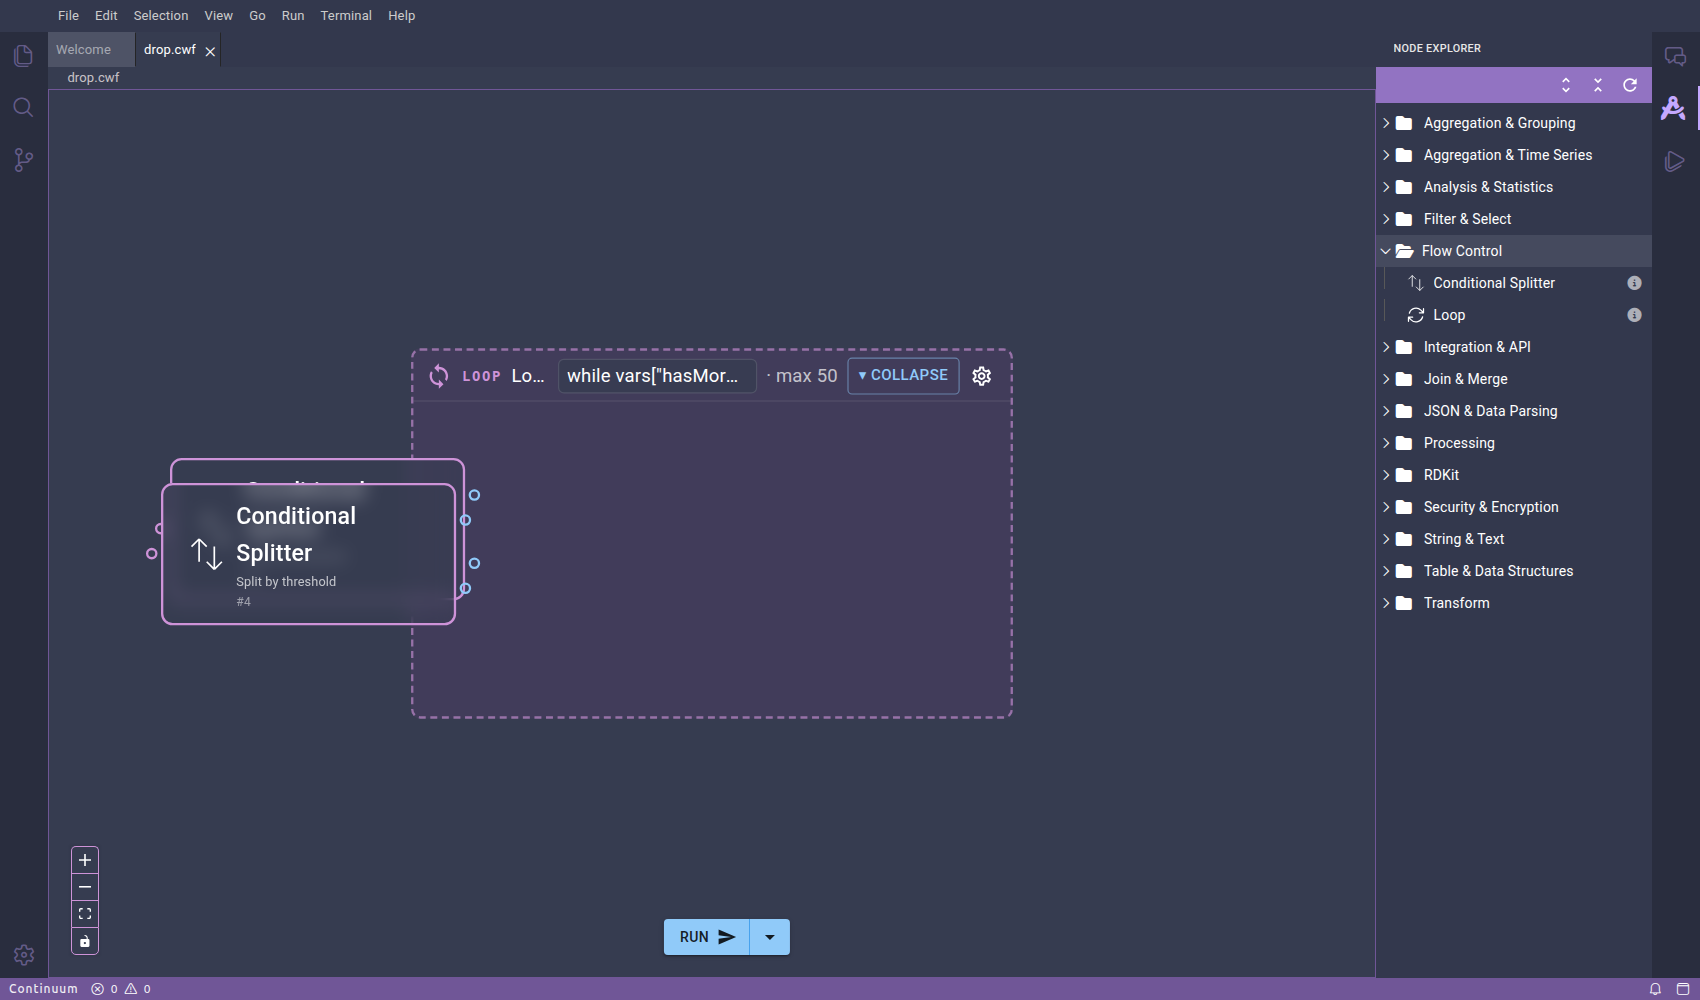 File Edit Selection View Go Run Terminal Help
Welcome
drop.cwf
drop.cwf
NODE EXPLORER
Aggregation & Grouping
Aggregation & Time Series
Analysis & Statistics
Filter & Select
Flow Control
Conditional Splitter
Loop
Integration & API
Join & Merge
JSON & Data Parsing
Processing
RDKit
Security & Encryption
String & Text
Table & Data Structures
Transform
LOOP Lo... while vars["hasMor... · max 50 ▾ COLLAPSE
Conditional
Splitter
Split by threshold
#4
RUN
Continuum 0 0